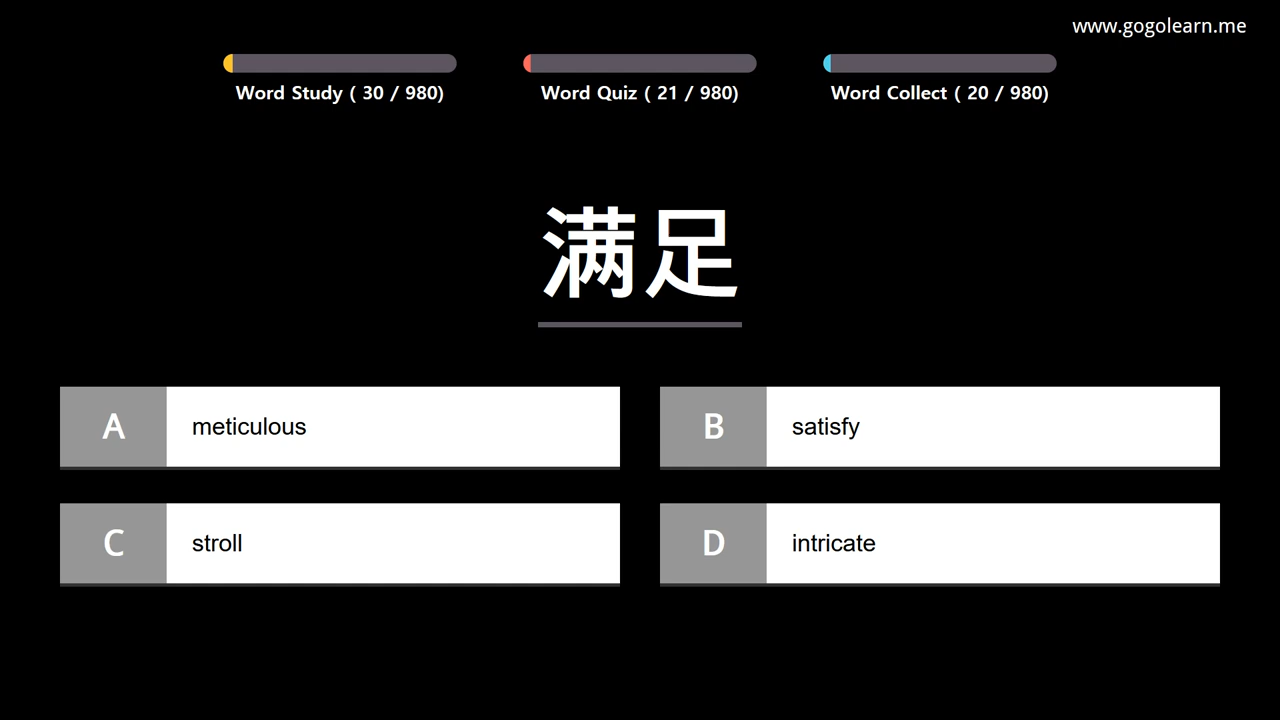 www.gogolearn.me
Word Study ( 30 / 980)
Word Quiz ( 21 / 980)
Word Collect ( 20 / 980)
满足
A meticulous
B satisfy
C stroll
D intricate